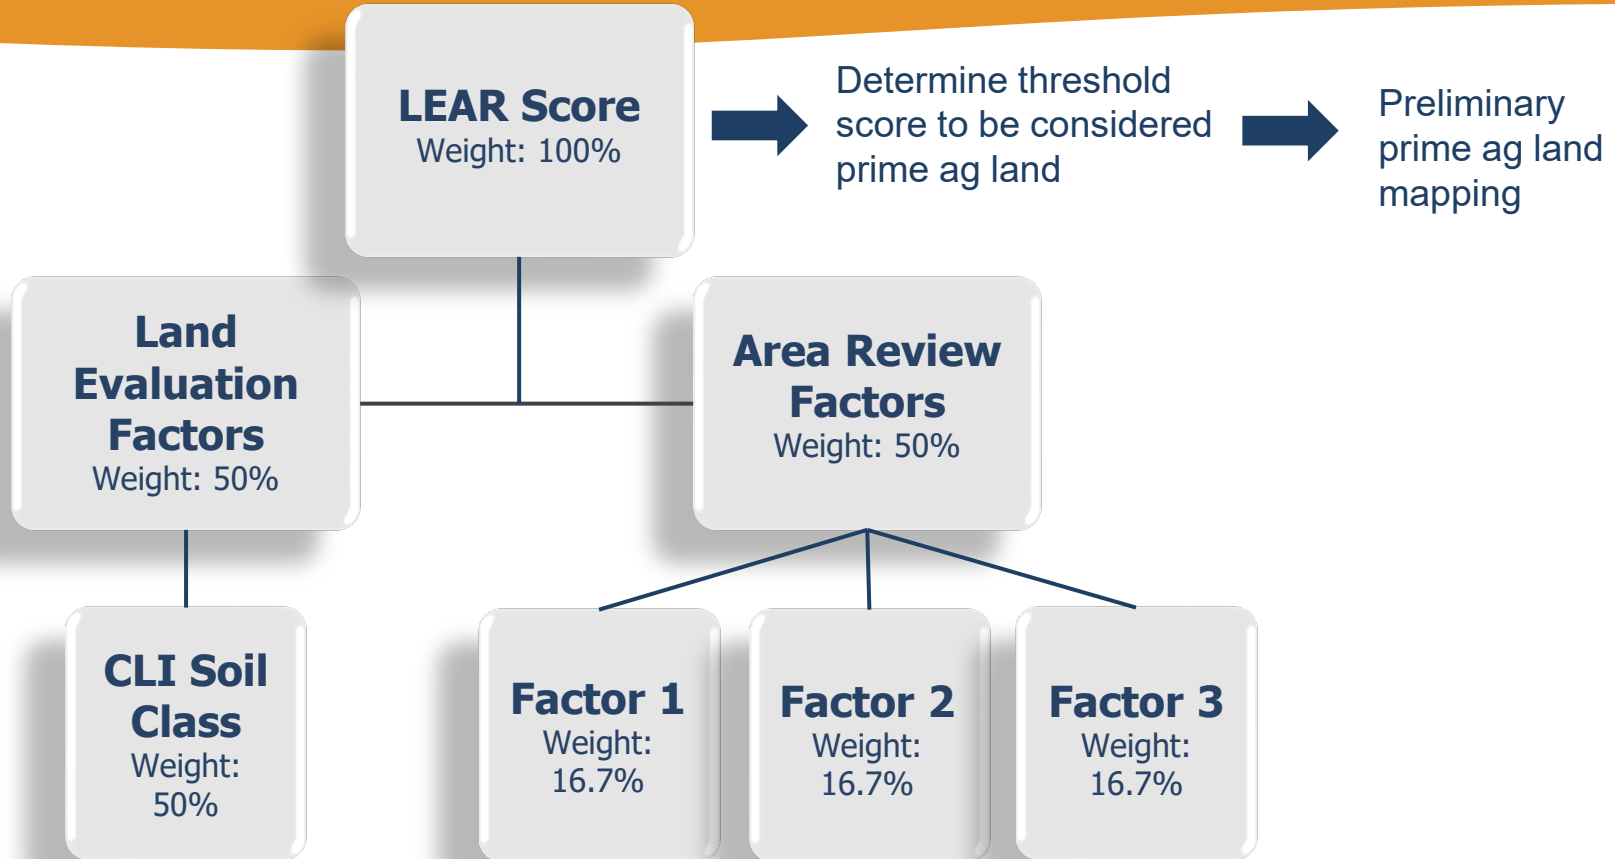 LEAR Score
Weight: 100%
Determine threshold
score to be considered
prime ag land
Preliminary
prime ag land
mapping
Land
Evaluation
Factors
Weight: 50%
Area Review
Factors
Weight: 50%
CLI Soil
Class
Weight:
50%
Factor 1
Weight:
16.7%
Factor 2
Weight:
16.7%
Factor 3
Weight:
16.7%